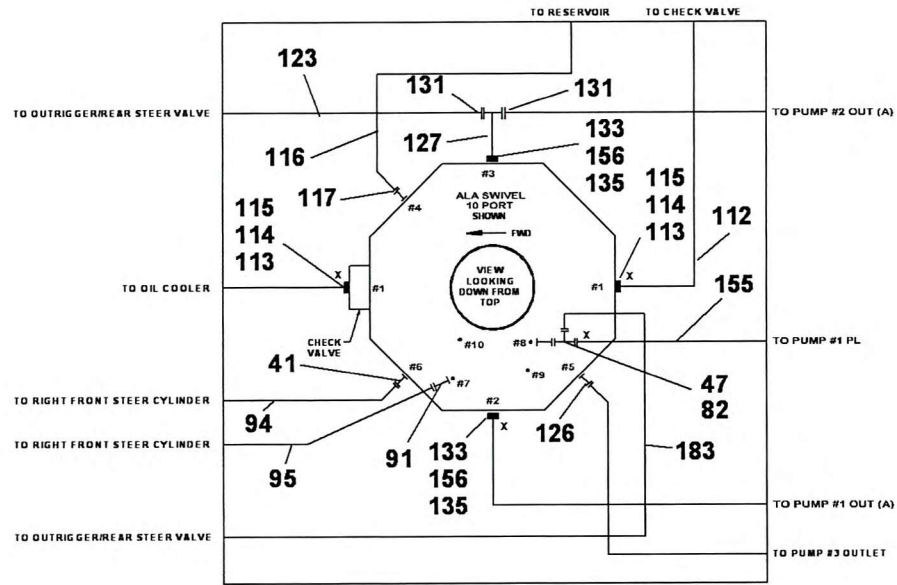 TO RESERVOIR
TO CHECK VALVE
123
131
131
TO OUTRIGGER/REAR STEER VALVE
TO PUMP #2 OUT (A)
127
133
156
135
116
#3
117
#4
ALA SWIVEL
10 PORT
SHOWN
FWD
115
114
113
115
114
113
112
X
X
VIEW
LOOKING
DOWN FROM
TOP
TO OIL COOLER
#1
#1
155
CHECK
VALVE
#10
#8
X
TO PUMP #1 PL
41
#6
#7
#9
#5
47
82
TO RIGHT FRONT STEER CYLINDER
94
#2
TO RIGHT FRONT STEER CYLINDER
95
91
133
156
135
X
126
183
TO PUMP #1 OUT (A)
TO OUTRIGGER/REAR STEER VALVE
TO PUMP #3 OUTLET